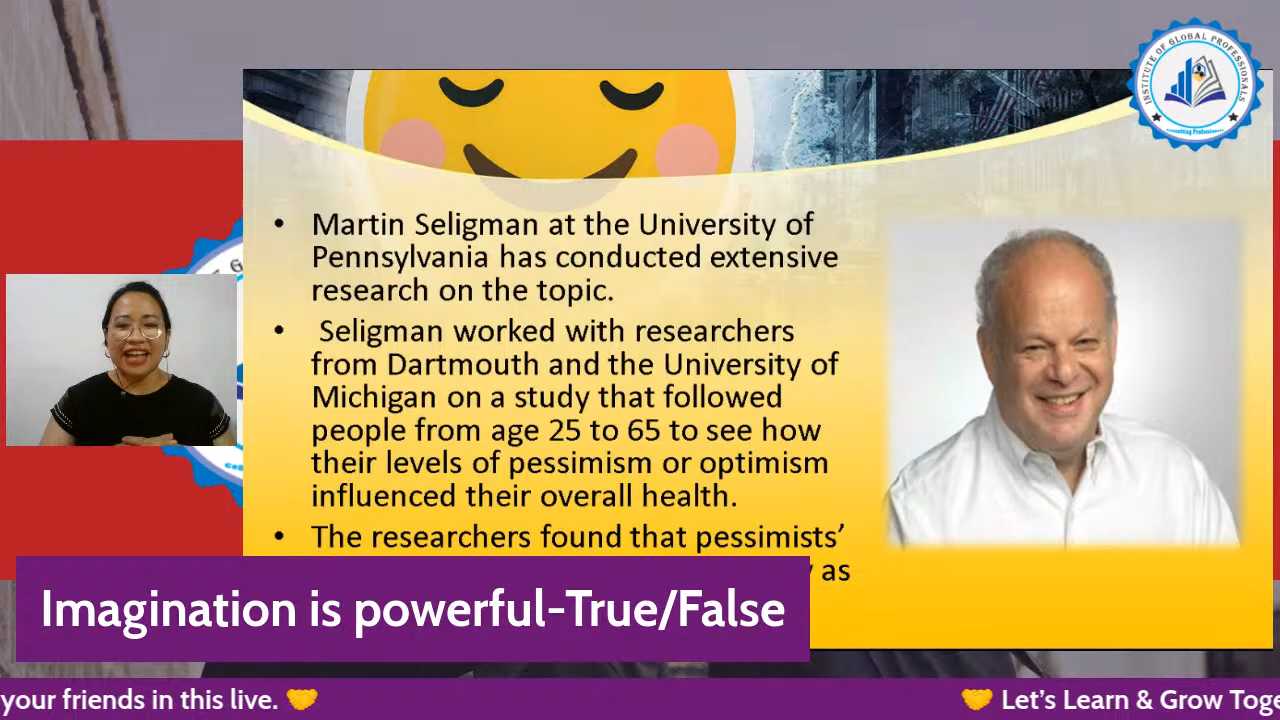 INSTITUTE OF GLOBAL PROFESSIONALS
• Martin Seligman at the University of
Pennsylvania has conducted extensive
research on the topic.
• Seligman worked with researchers
from Dartmouth and the University of
Michigan on a study that followed
people from age 25 to 65 to see how
their levels of pessimism or optimism
influenced their overall health.
• The researchers found that pessimists’
as
Imagination is powerful-True/False
your friends in this live. 🤝
🤝 Let’s Learn & Grow Toge